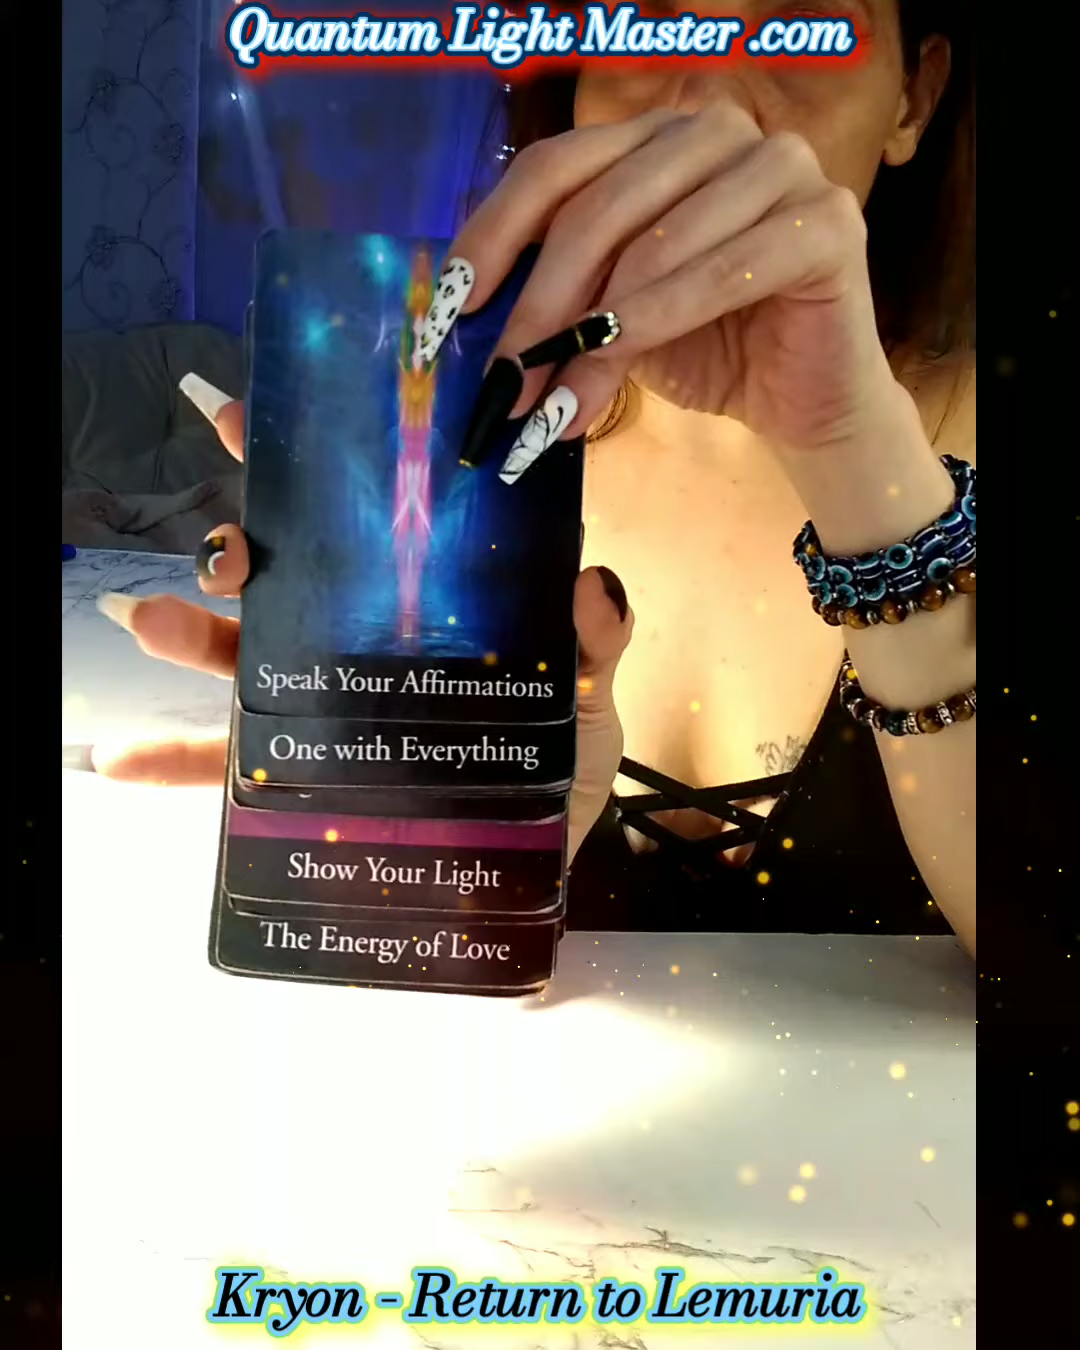 Quantum Light Master .com
Speak Your Affirmations
One with Everything
Show Your Light
The Energy of Love
Kryon - Return to Lemuria